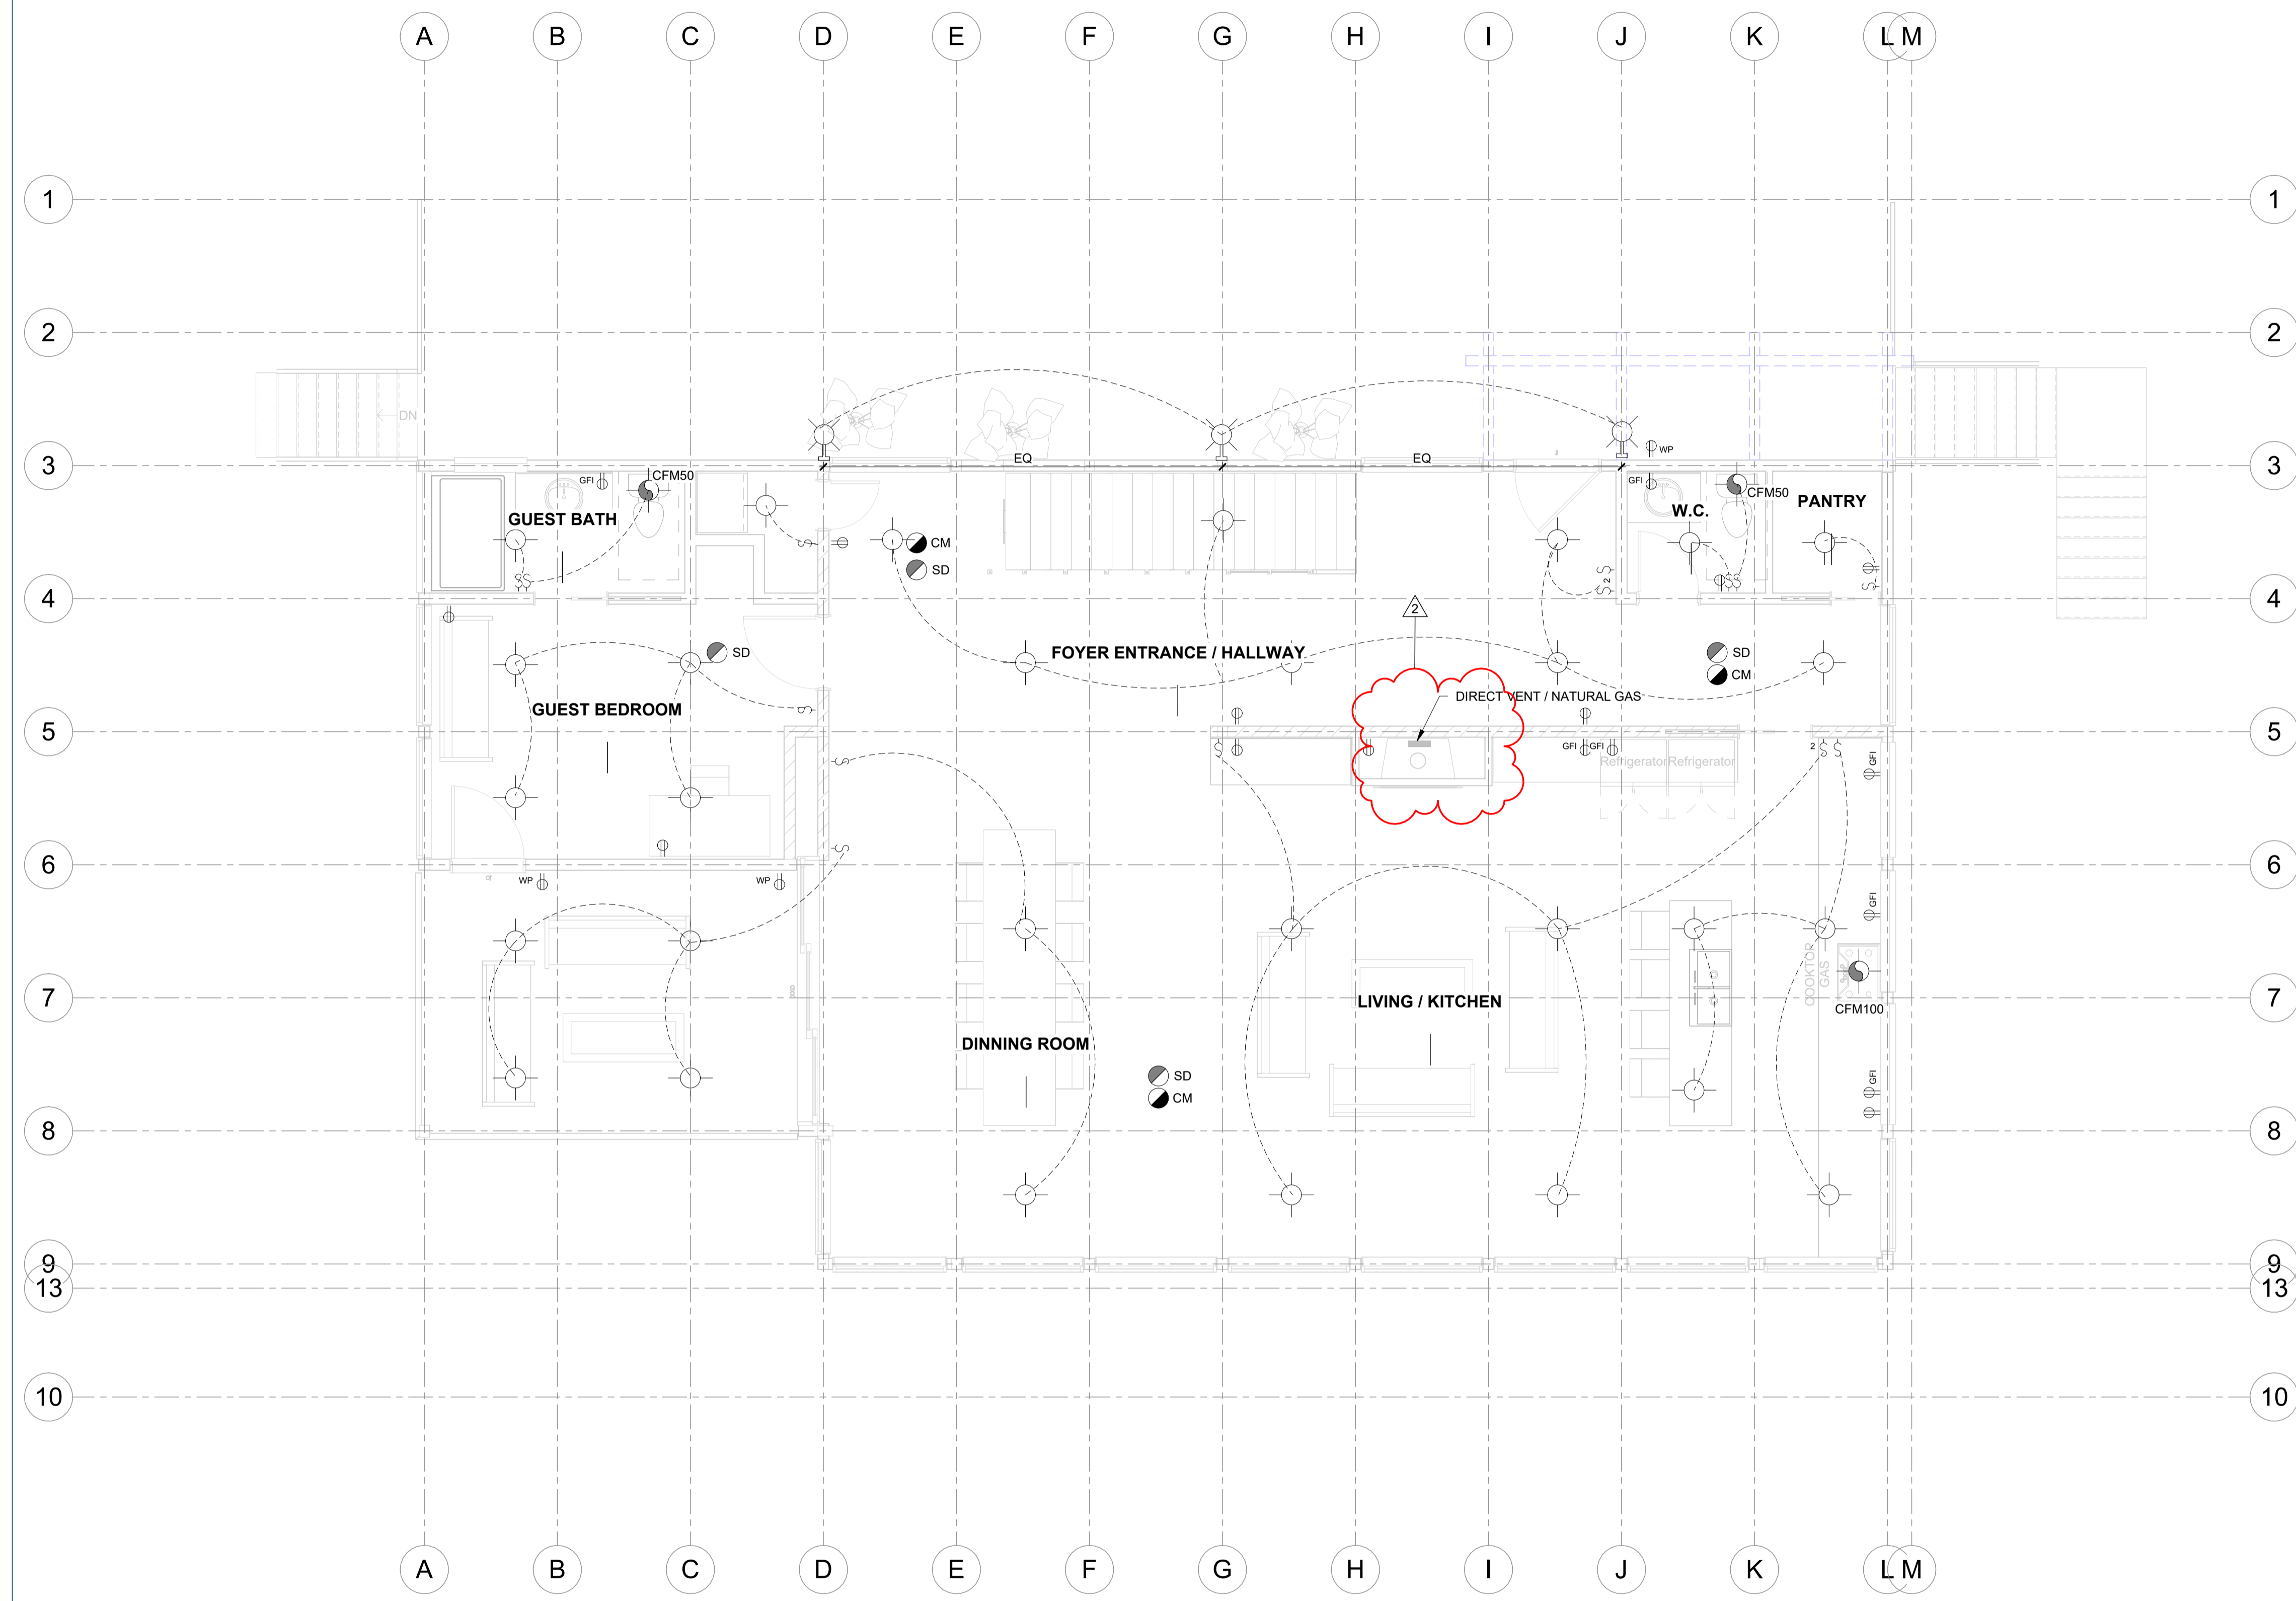 A B C D E F G H I J K L M
1 1
2 2
DN
3 EQ EQ WP 3
GFI CFM50 GFI CFM50
GUEST BATH W.C. PANTRY
CM
SD
2
4 4
2
SD FOYER ENTRANCE / HALLWAY SD
CM
DIRECT VENT / NATURAL GAS
GUEST BEDROOM
5 5
GFI GFI 2 GFI
Refrigerator Refrigerator
6 6
WP WP
GFI
COOKTOP
GAS
7 7
LIVING / KITCHEN
CFM100
DINNING ROOM
SD
CM
GFI
8 8
9 9
13 13
10 10
A B C D E F G H I J K L M